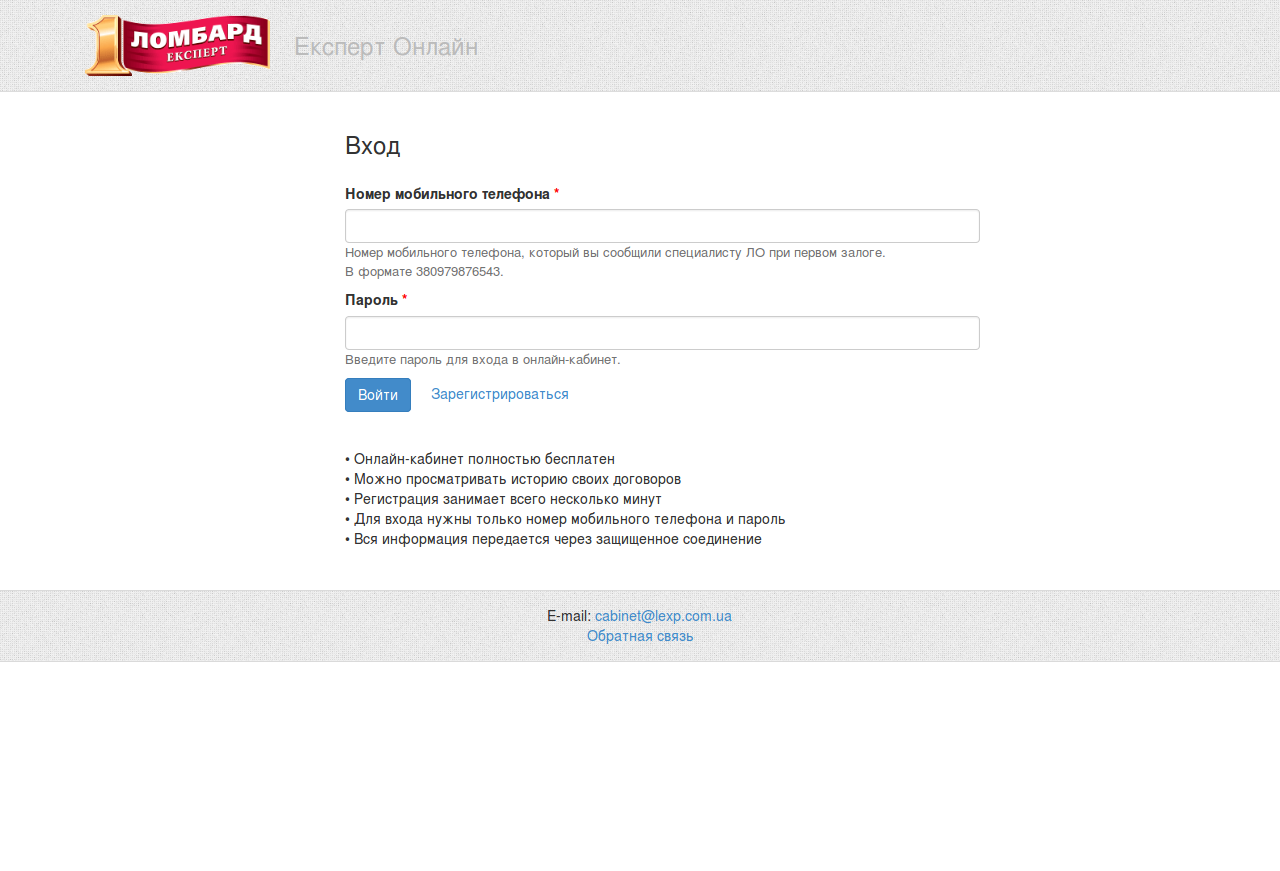 1 ЛОМБАРД
ЕКСПЕРТ
Експерт Онлайн
Вход
Номер мобильного телефона *
Номер мобильного телефона, который вы сообщили специалисту ЛО при первом залоге.
В формате 380979876543.
Пароль *
Введите пароль для входа в онлайн-кабинет.
Войти Зарегистрироваться
• Онлайн-кабинет полностью бесплатен
• Можно просматривать историю своих договоров
• Регистрация занимает всего несколько минут
• Для входа нужны только номер мобильного телефона и пароль
• Вся информация передается через защищенное соединение
E-mail: cabinet@lexp.com.ua
Обратная связь